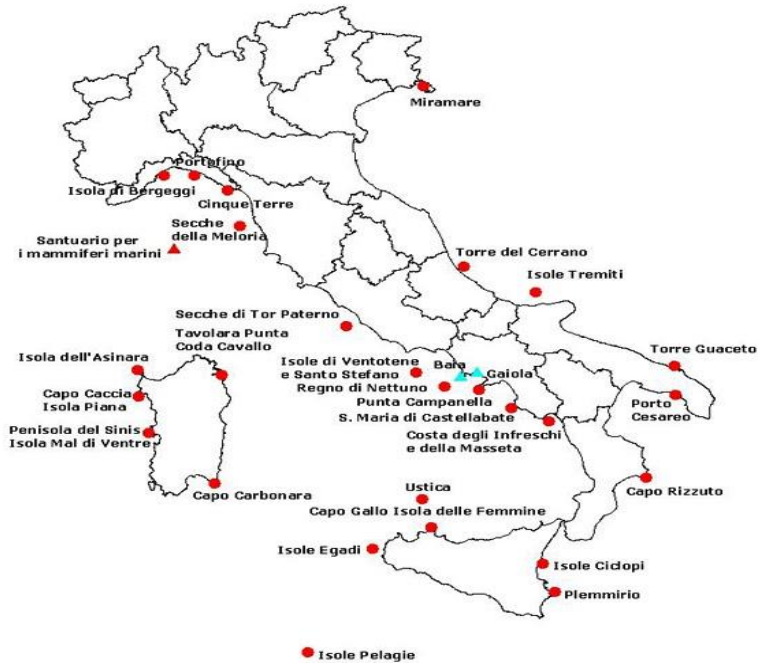 Miramare
Portofino
Isola di Bergeggi
Cinque Terre
Secche
della Meloria
Santuario per
i mammiferi marini
Torre del Cerrano
Isole Tremiti
Secche di Tor Paterno
Tavolara Punta
Coda Cavallo
Isola dell'Asinara
Isole di Ventotene
e Santo Stefano
Baia
Gaiola
Torre Guaceto
Regno di Nettuno
Capo Caccia
Isola Piana
Punta Campanella
Porto
Cesareo
S. Maria di Castellabate
Penisola del Sinis
Isola Mal di Ventre
Costa degli Infreschi
e della Masseta
Capo Carbonara
Ustica
Capo Rizzuto
Capo Gallo Isola delle Femmine
Isole Egadi
Isole Ciclopi
Plemmirio
Isole Pelagie